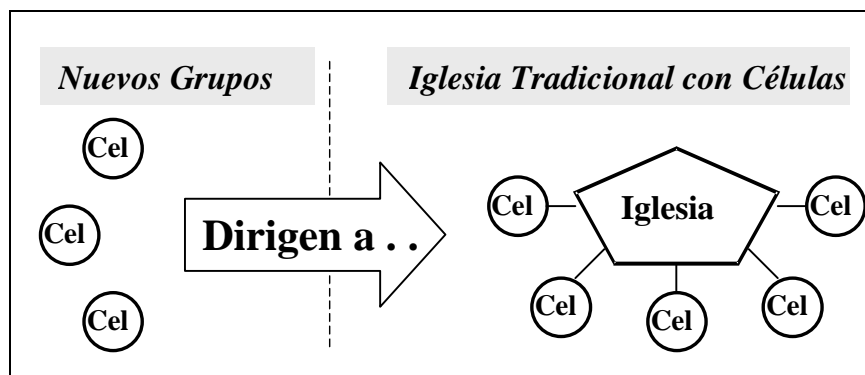 Nuevos Grupos
Iglesia Tradicional con Células
Cel
Cel
Cel
Dirigen a . .
Iglesia
Cel
Cel
Cel
Cel
Cel